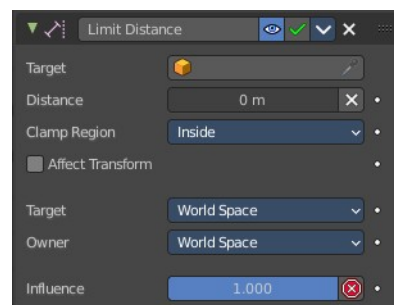 Limit Distance
Target
Distance 0 m
Clamp Region Inside
Affect Transform
Target World Space
Owner World Space
Influence 1.000